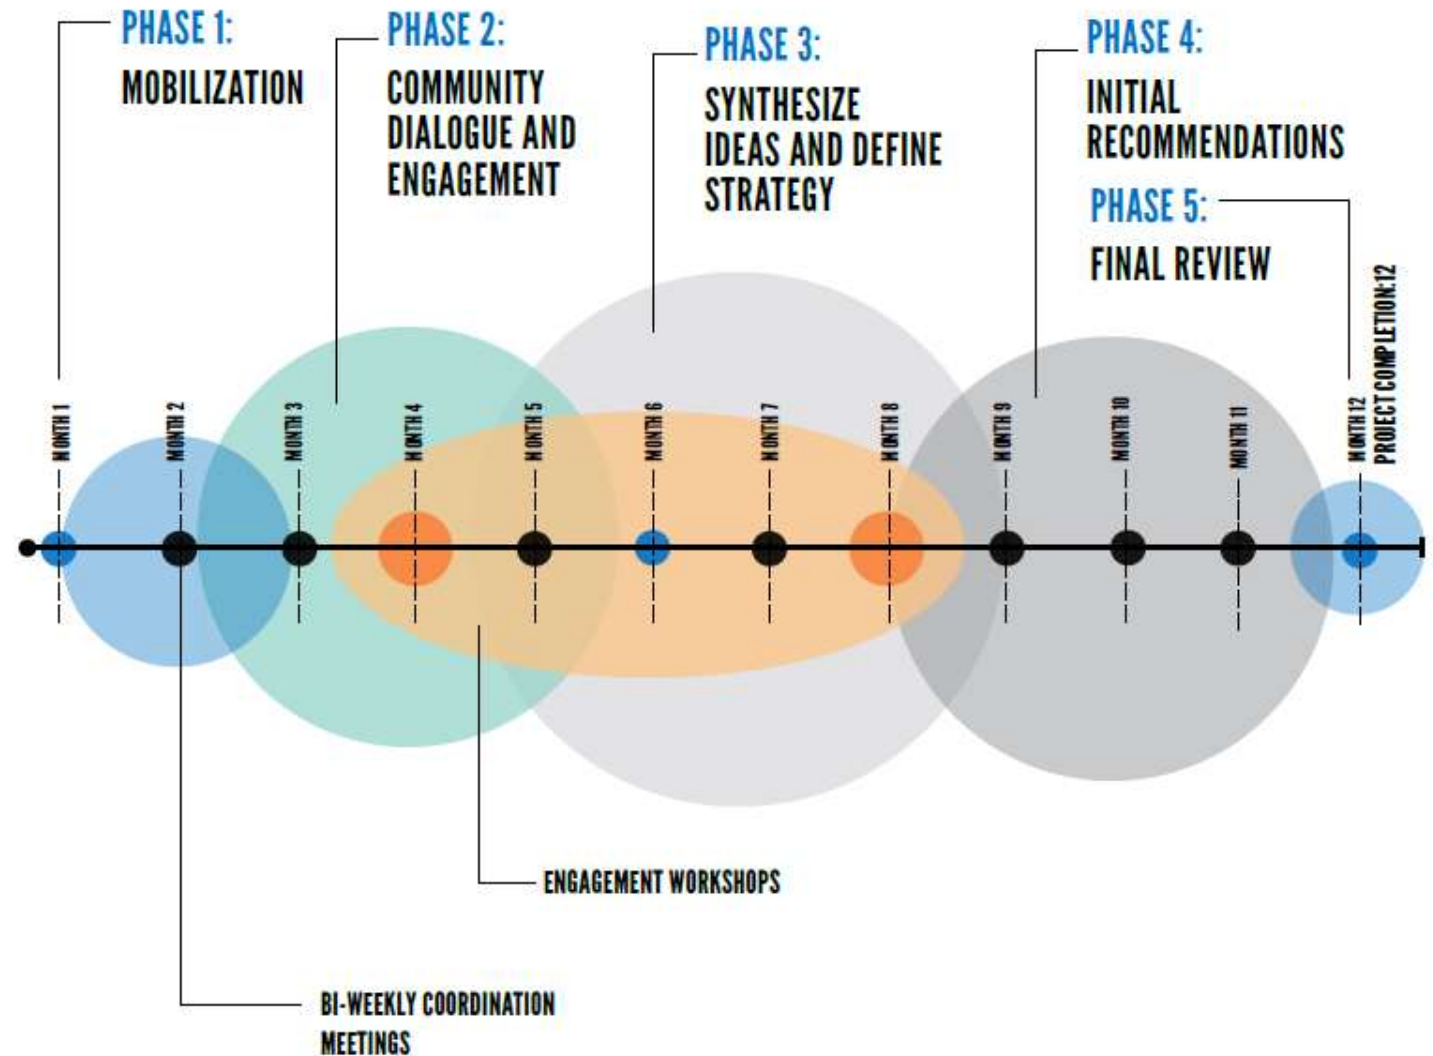 PHASE 1:
MOBILIZATION
PHASE 2:
COMMUNITY
DIALOGUE AND
ENGAGEMENT
PHASE 3:
SYNTHESIZE
IDEAS AND DEFINE
STRATEGY
PHASE 4:
INITIAL
RECOMMENDATIONS
PHASE 5:
FINAL REVIEW
MONTH 1
MONTH 2
MONTH 3
MONTH 4
MONTH 5
MONTH 6
MONTH 7
MONTH 8
MONTH 9
MONTH 10
MONTH 11
MONTH 12
PROJECT COMPLETION:12
ENGAGEMENT WORKSHOPS
BI-WEEKLY COORDINATION
MEETINGS